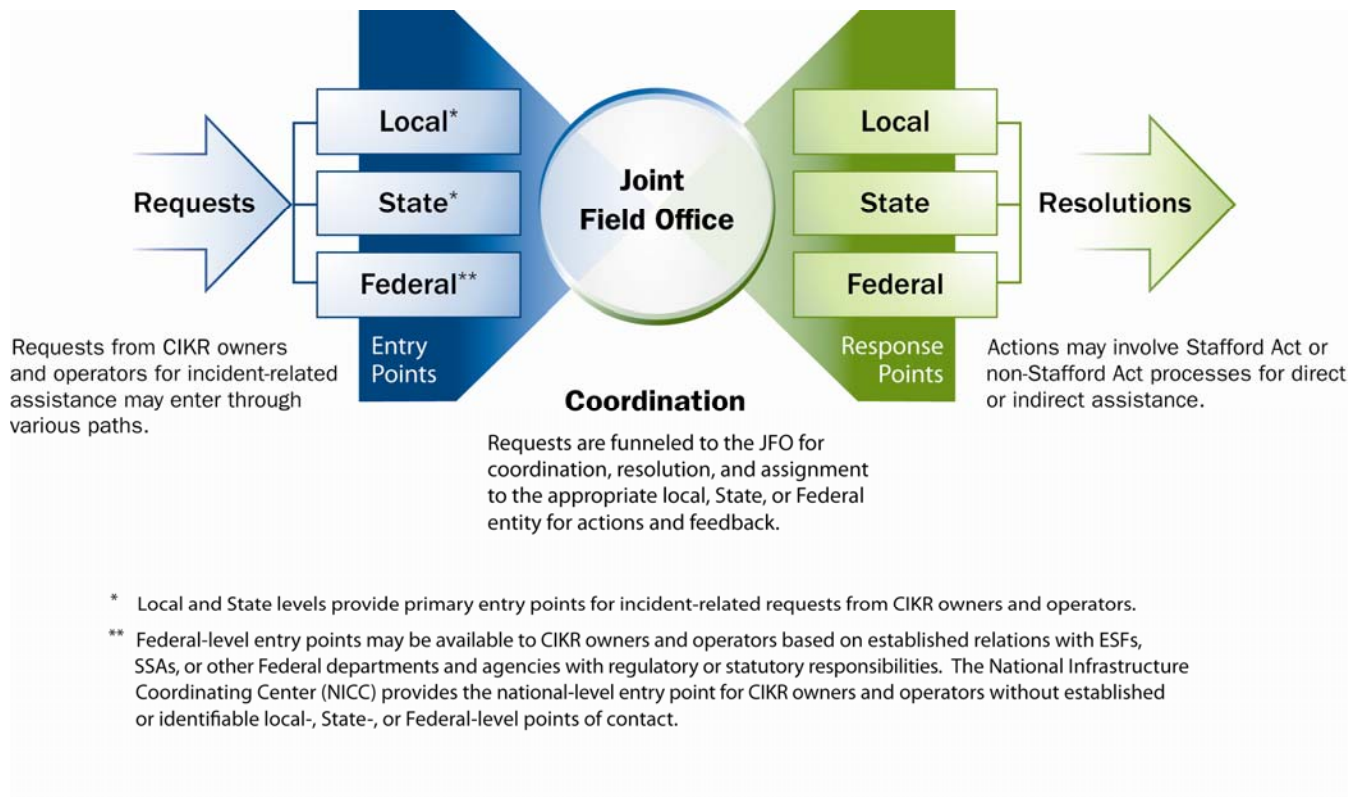 Requests
Local*
State*
Federal**
Entry
Points
Requests from CIKR owners
and operators for incident-related
assistance may enter through
various paths.
Joint
Field Office
Coordination
Requests are funneled to the JFO for
coordination, resolution, and assignment
to the appropriate local, State, or Federal
entity for actions and feedback.
Local
State
Federal
Response
Points
Resolutions
Actions may involve Stafford Act or
non-Stafford Act processes for direct
or indirect assistance.
* Local and State levels provide primary entry points for incident-related requests from CIKR owners and operators.
** Federal-level entry points may be available to CIKR owners and operators based on established relations with ESFs,
SSAs, or other Federal departments and agencies with regulatory or statutory responsibilities. The National Infrastructure
Coordinating Center (NICC) provides the national-level entry point for CIKR owners and operators without established
or identifiable local-, State-, or Federal-level points of contact.